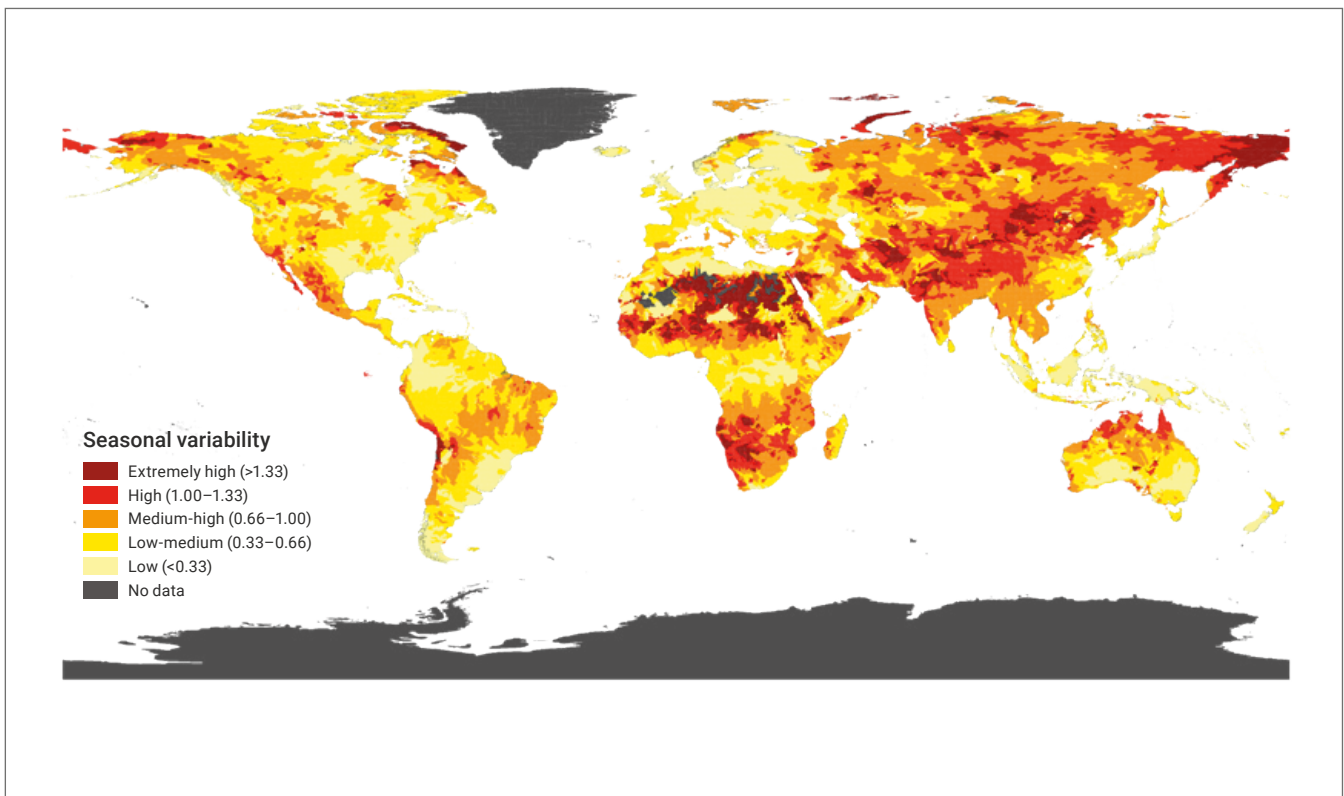 Seasonal variability
Extremely high (>1.33)
High (1.00–1.33)
Medium-high (0.66–1.00)
Low-medium (0.33–0.66)
Low (<0.33)
No data